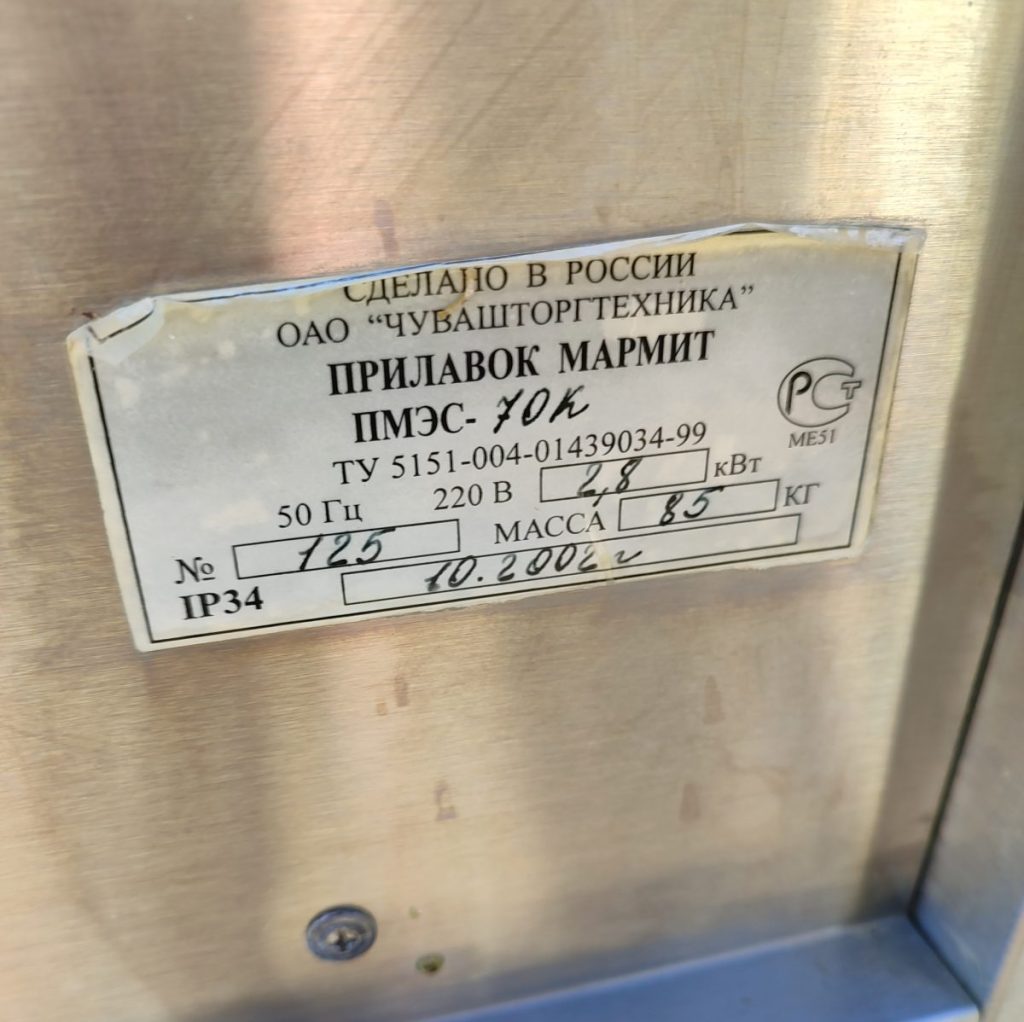 СДЕЛАНО В РОССИИ
ОАО “ЧУВАШТОРГТЕХНИКА”
ПРИЛАВОК МАРМИТ
ПМЭС- 70К
РСТ
МЕ51
ТУ 5151-004-01439034-99
50 Гц 220 В 2,8 кВт
№ 125 МАССА 85 КГ
IP34 10.2002 г